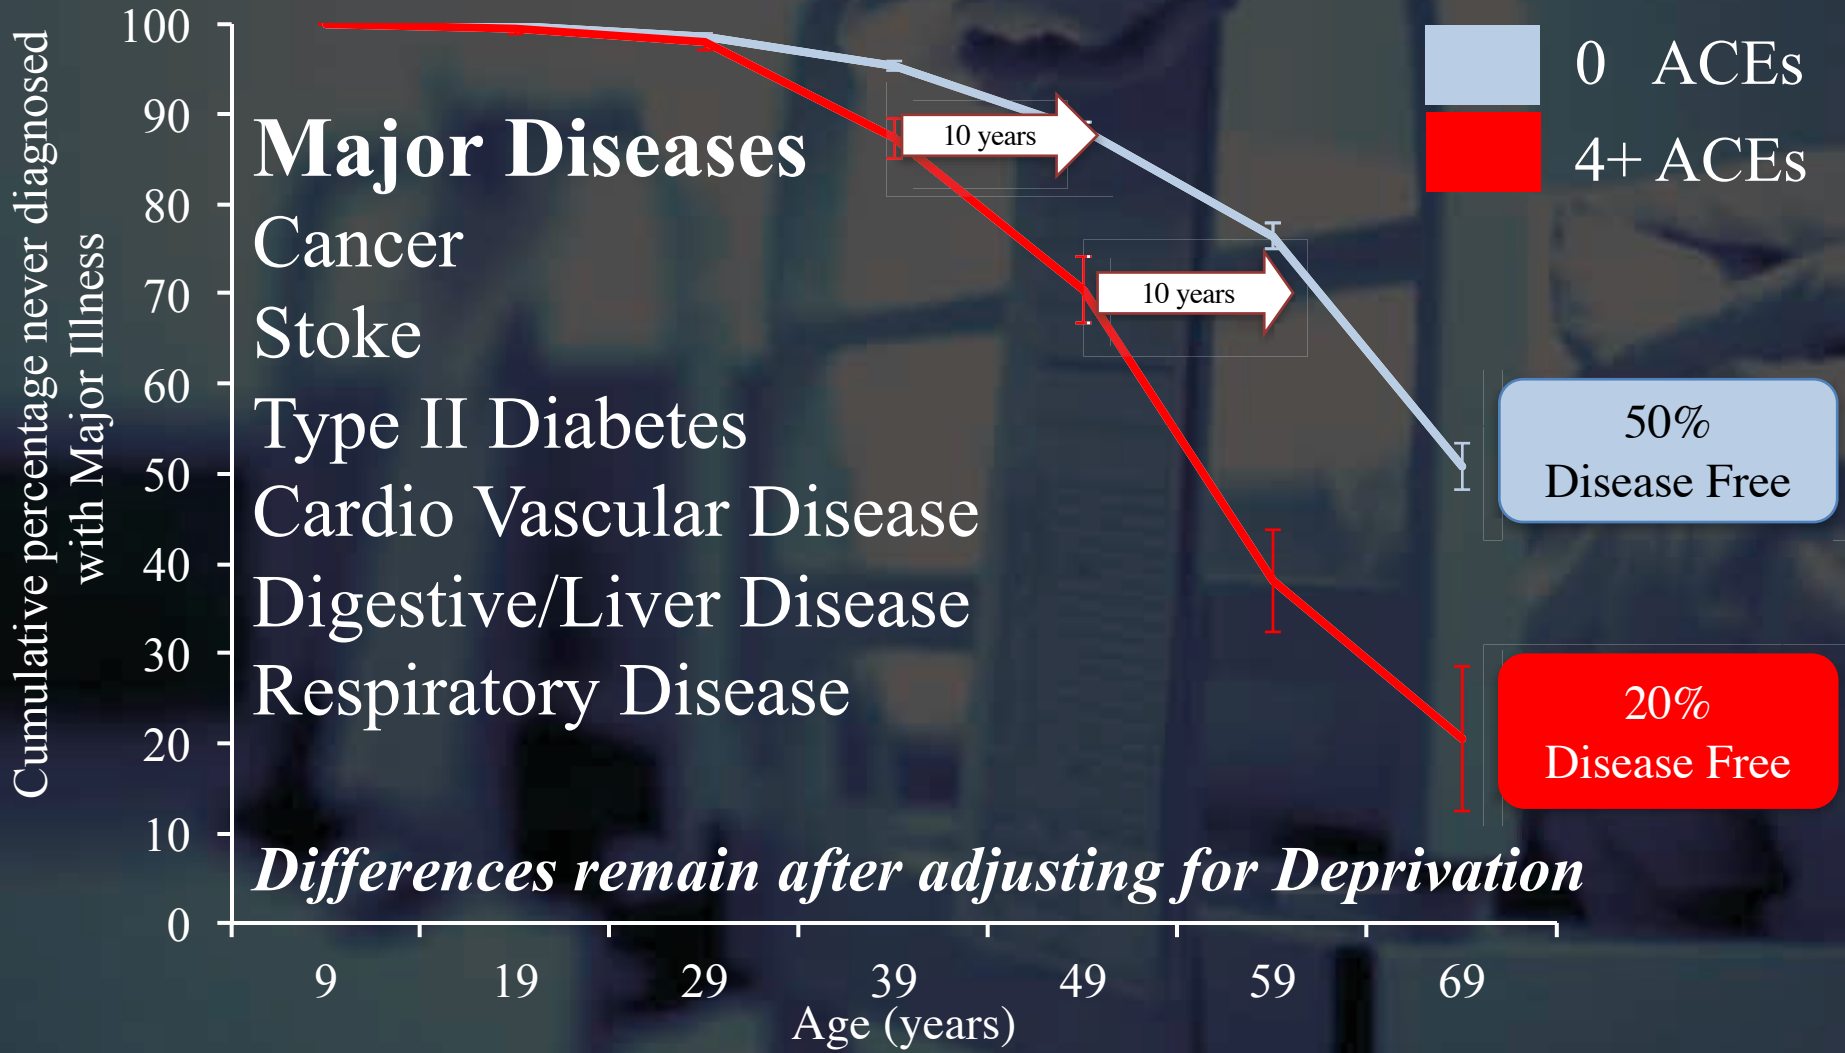 Cumulative percentage never diagnosed
with Major Illness
100
90
80
70
60
50
40
30
20
10
0
0 ACEs
4+ ACEs
10 years
10 years
Major Diseases
Cancer
Stoke
Type II Diabetes
Cardio Vascular Disease
Digestive/Liver Disease
Respiratory Disease
50%
Disease Free
20%
Disease Free
Differences remain after adjusting for Deprivation
9 19 29 39 49 59 69
Age (years)